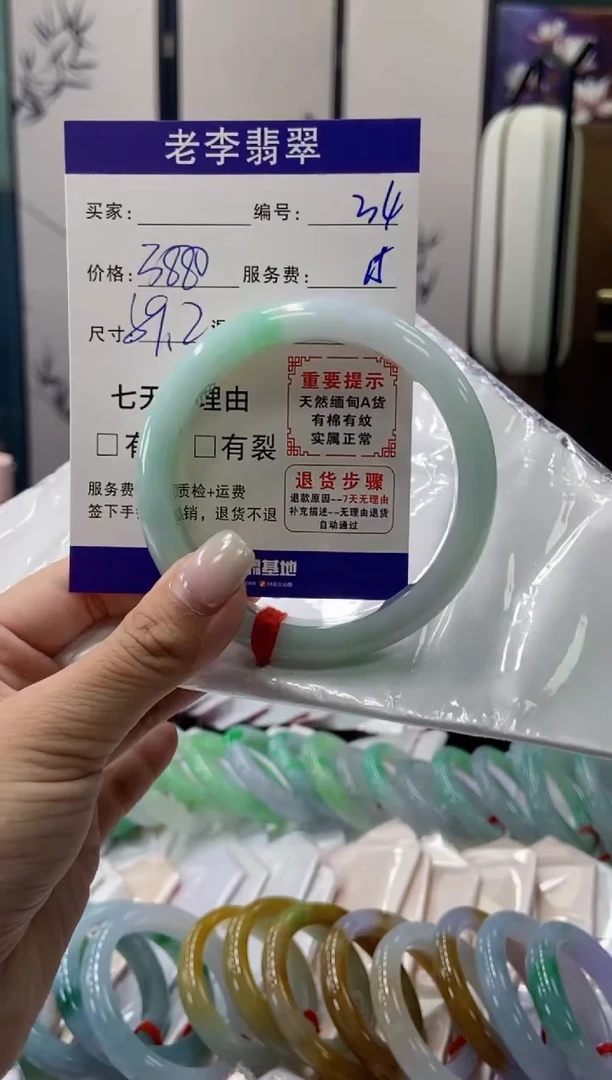 老李翡翠
买家: 编号: 34
价格: 3880 服务费:
尺寸 59.2
七天 理由
□有 □有裂
服务费 质检+运费
签下手 销，退货不退
重要提示
天然缅甸A货
有棉有纹
实属正常
退货步骤
退款原因--7天无理由
补充描述--无理由退货
自动通过
基地